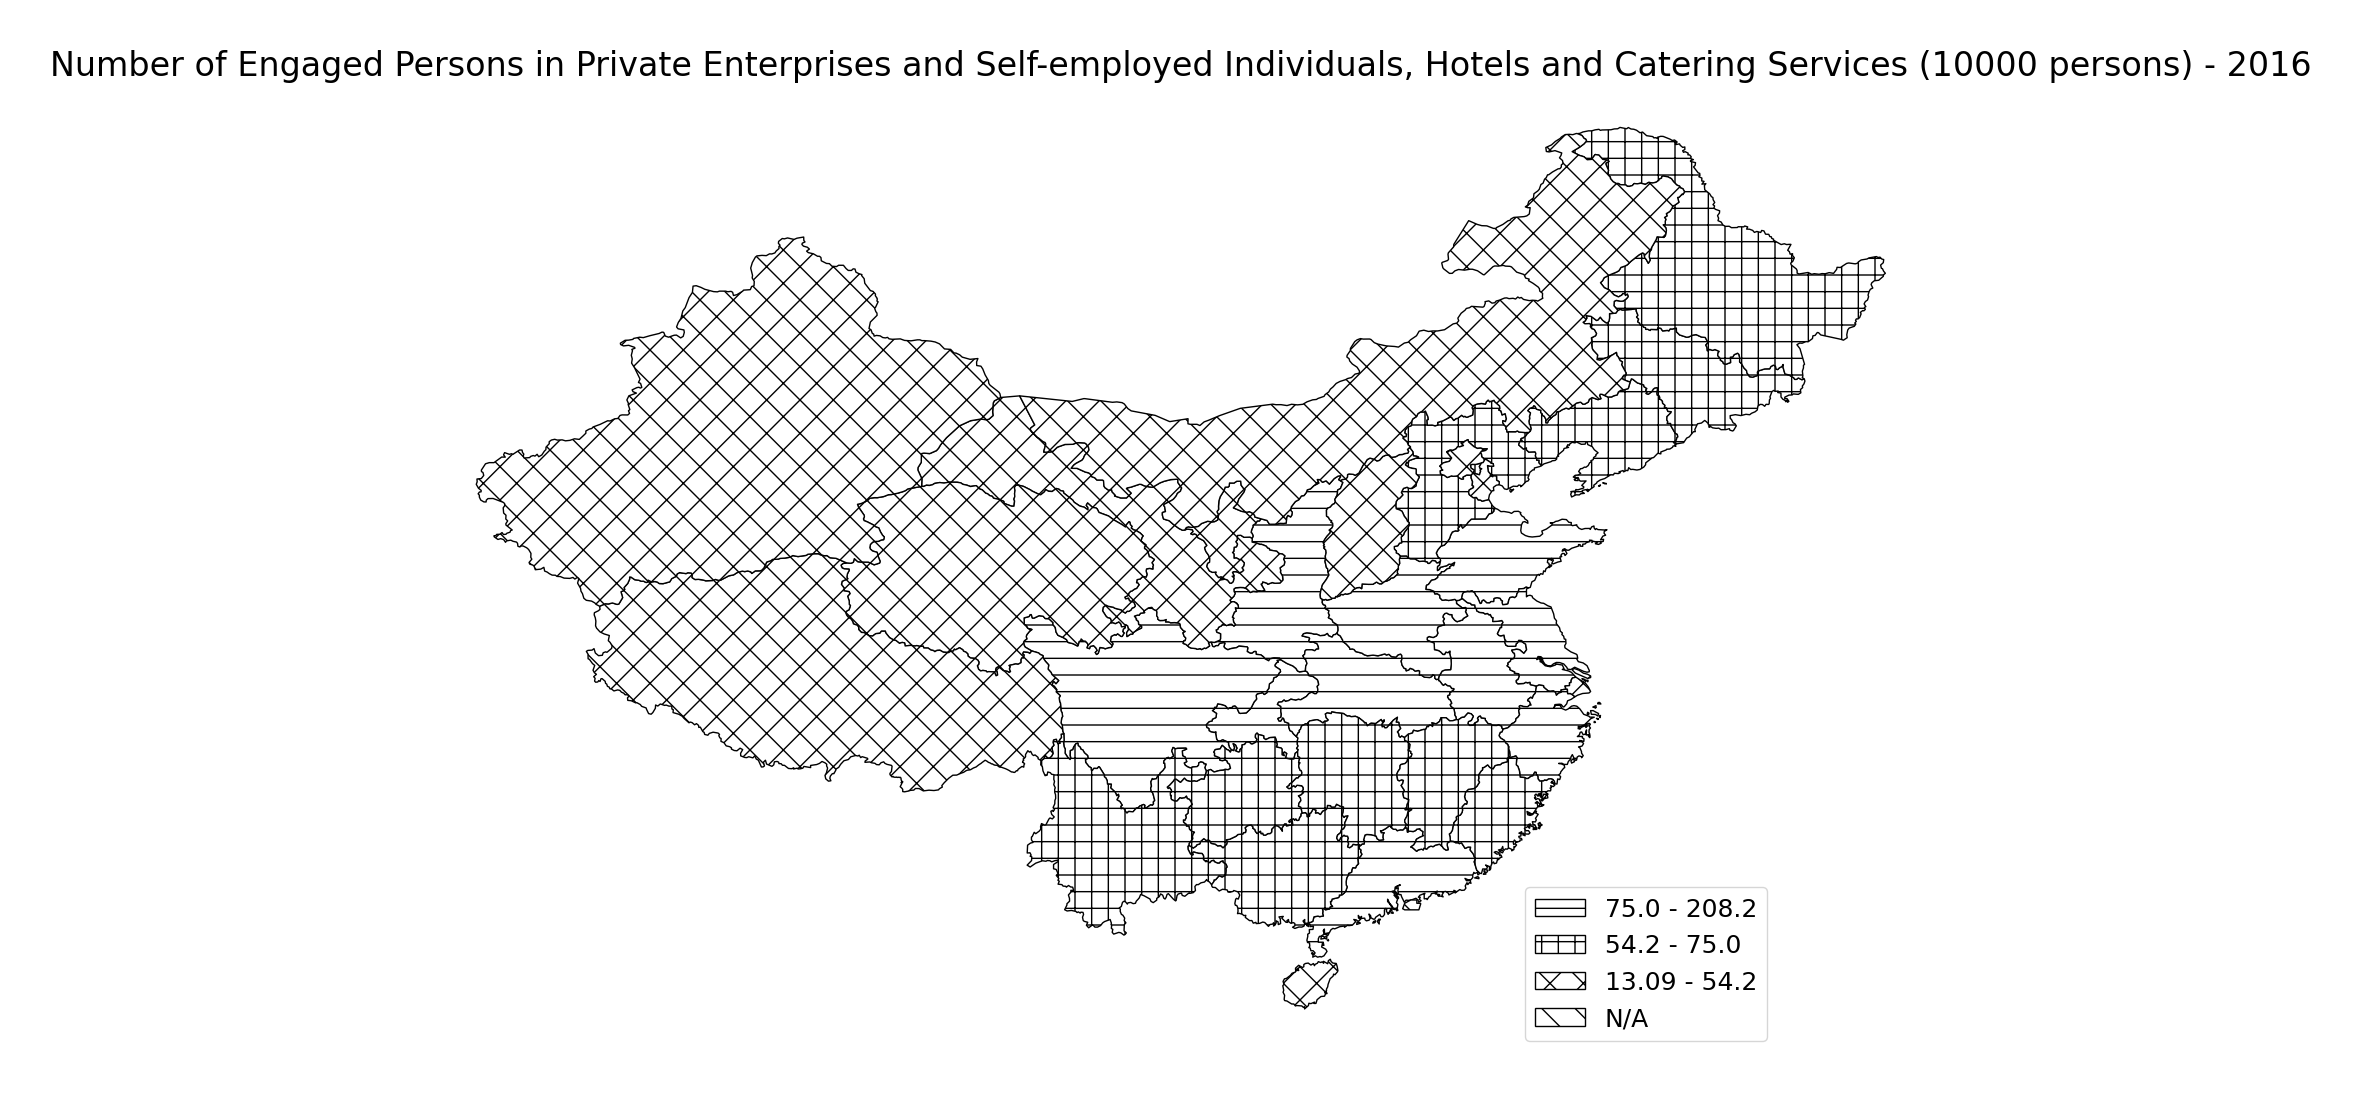 Number of Engaged Persons in Private Enterprises and Self-employed Individuals, Hotels and Catering Services (10000 persons) - 2016
75.0 - 208.2
54.2 - 75.0
13.09 - 54.2
N/A